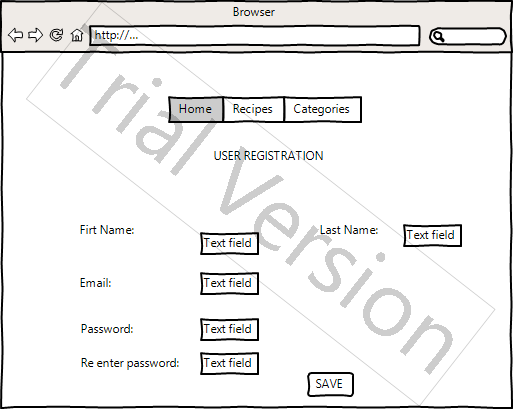 Browser
http://...
Home Recipes Categories
USER REGISTRATION
Firt Name: Text field Last Name: Text field
Email: Text field
Password: Text field
Re enter password: Text field
SAVE
Trial Version